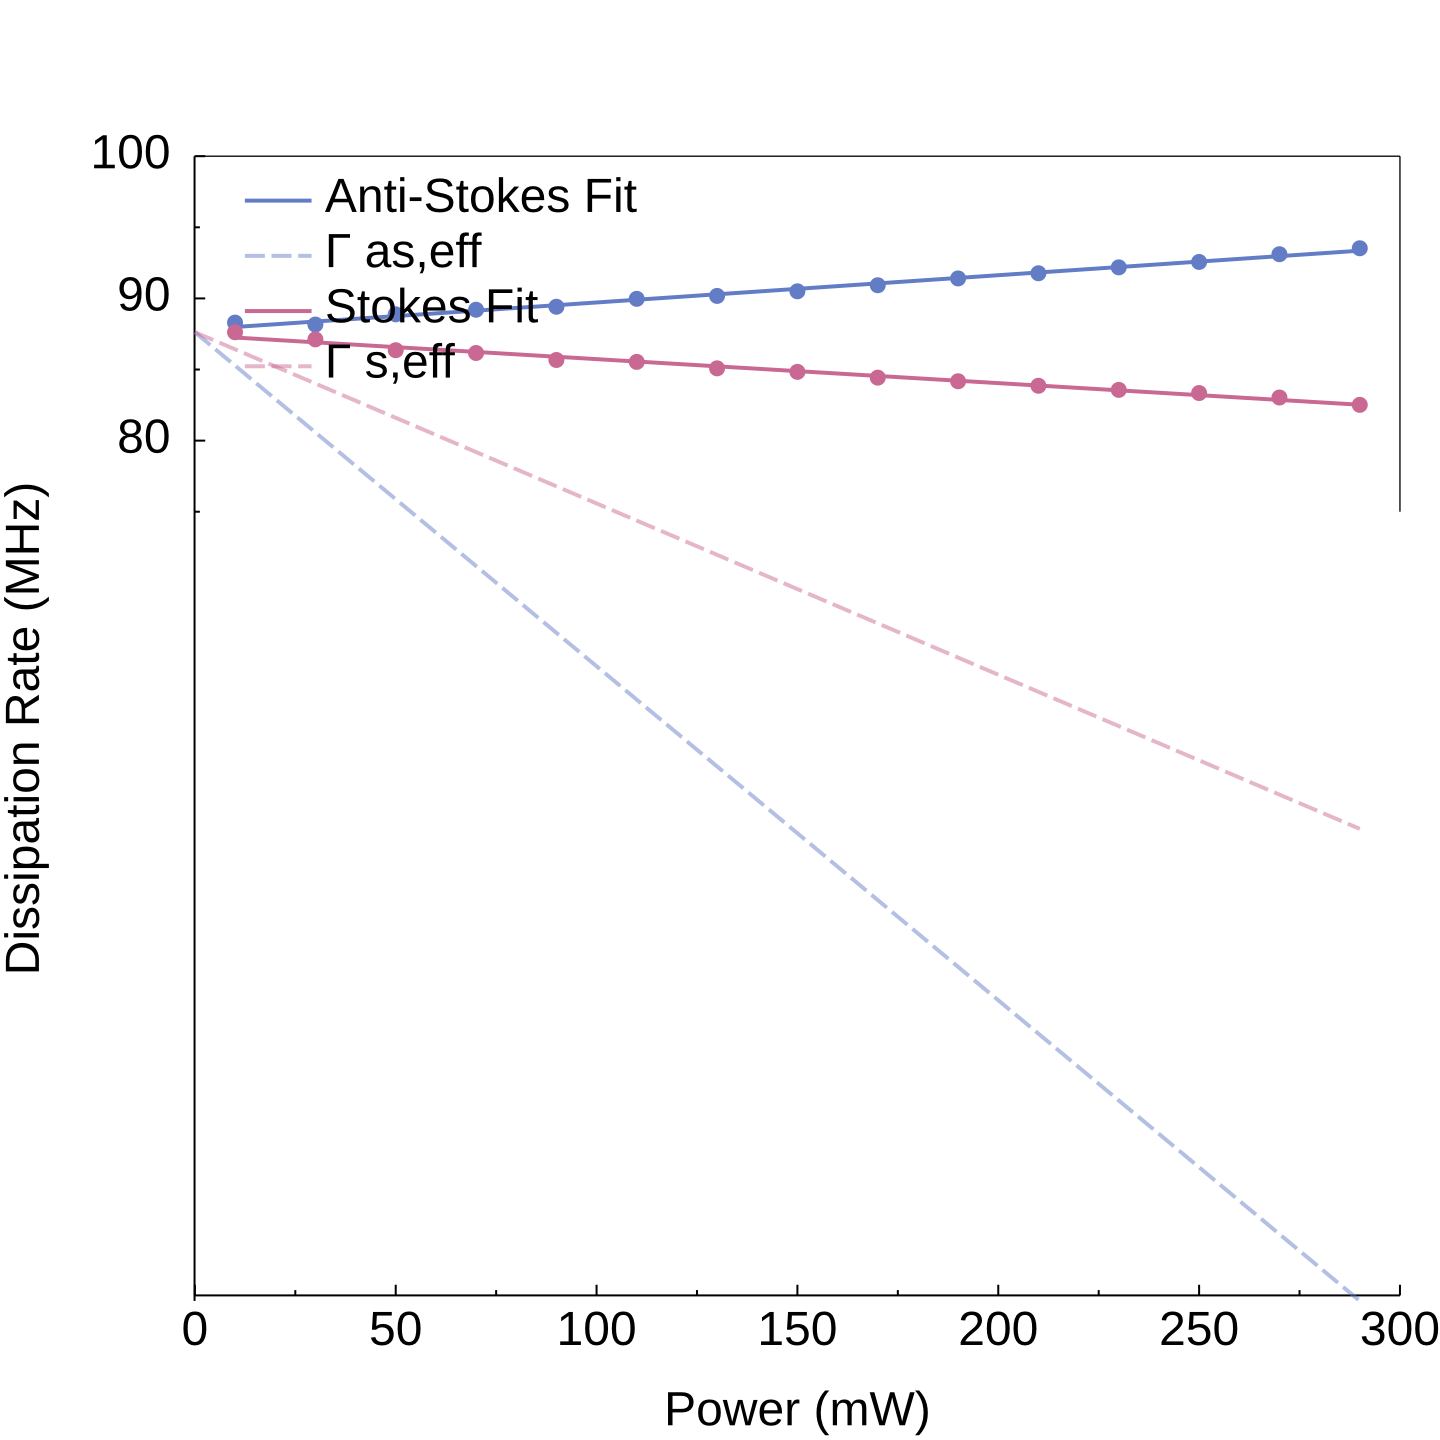 100
90
80
Anti-Stokes Fit
Γ as,eff
Stokes Fit
Γ s,eff
Dissipation Rate (MHz)
0 50 100 150 200 250 300
Power (mW)